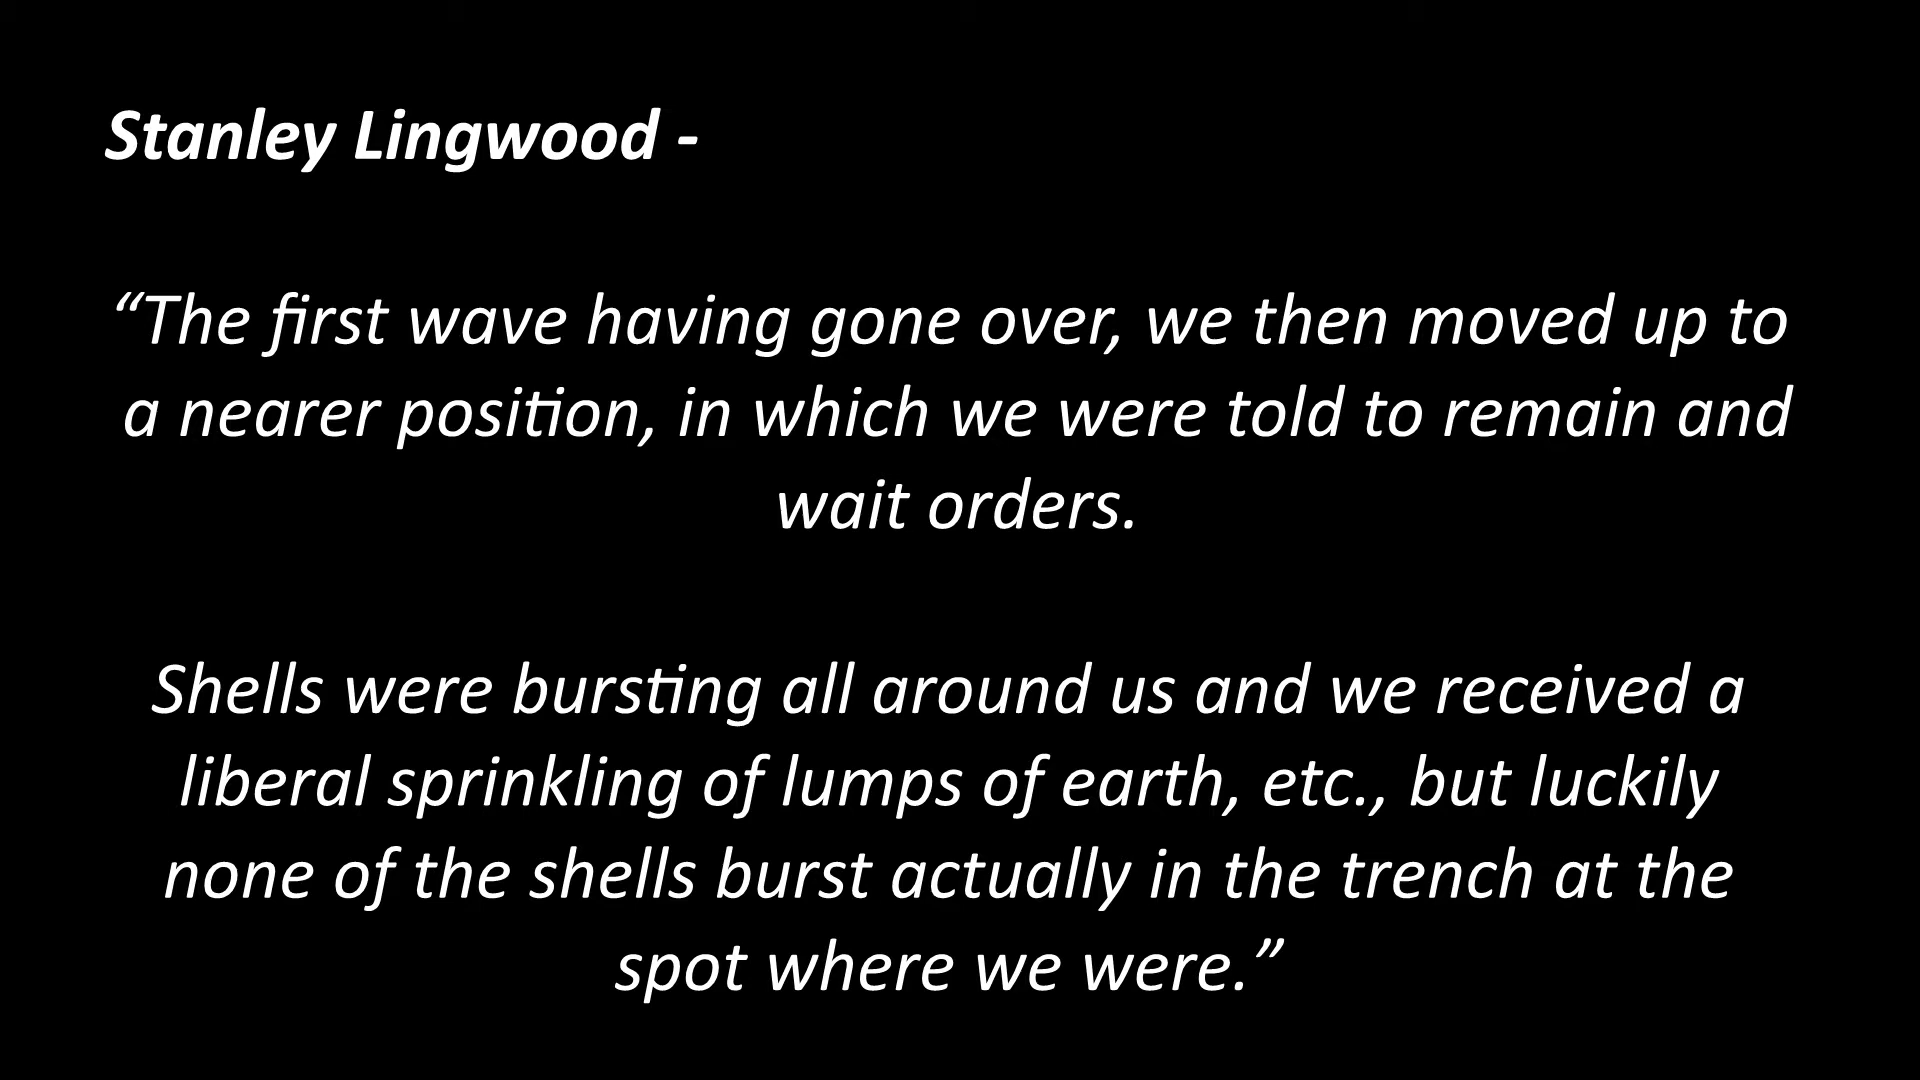 Stanley Lingwood -
“The first wave having gone over, we then moved up to
a nearer position, in which we were told to remain and
wait orders.
Shells were bursting all around us and we received a
liberal sprinkling of lumps of earth, etc., but luckily
none of the shells burst actually in the trench at the
spot where we were.”